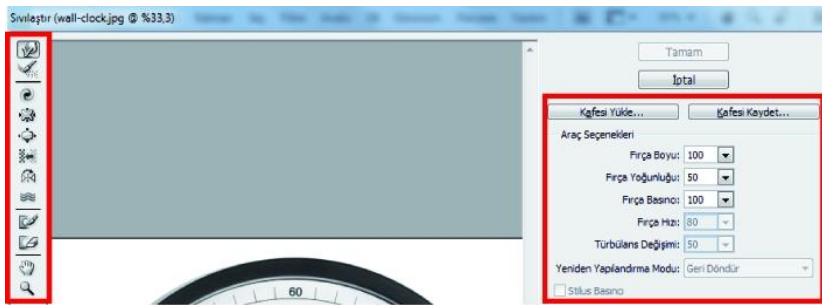 Sıvılaştır (wall-clock.jpg @ %33,3)
Tamam
İptal
Kafesi Yükle...
Kafesi Kaydet...
Araç Seçenekleri
Fırça Boyu: 100
Fırça Yoğunluğu: 50
Fırça Basıncı: 100
Fırça Hızı: 80
Türbülans Değişimi: 50
Yeniden Yapılandırma Modu: Geri Döndür
Stilus Basıncı
60